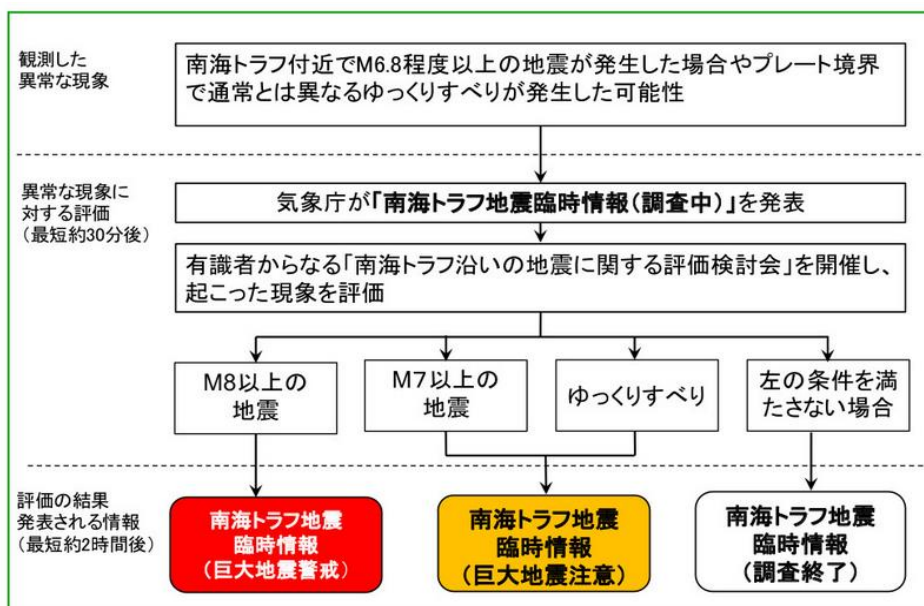 観測した
異常な現象
南海トラフ付近でM6.8程度以上の地震が発生した場合やプレート境界
で通常とは異なるゆっくりすべりが発生した可能性
異常な現象に
対する評価
(最短約30分後)
気象庁が「南海トラフ地震臨時情報(調査中)」を発表
有識者からなる「南海トラフ沿いの地震に関する評価検討会」を開催し、
起こった現象を評価
M8以上の
地震
M7以上の
地震
ゆっくりすべり
左の条件を満
たさない場合
評価の結果
発表される情報
(最短約2時間後)
南海トラフ地震
臨時情報
(巨大地震警戒)
南海トラフ地震
臨時情報
(巨大地震注意)
南海トラフ地震
臨時情報
(調査終了)